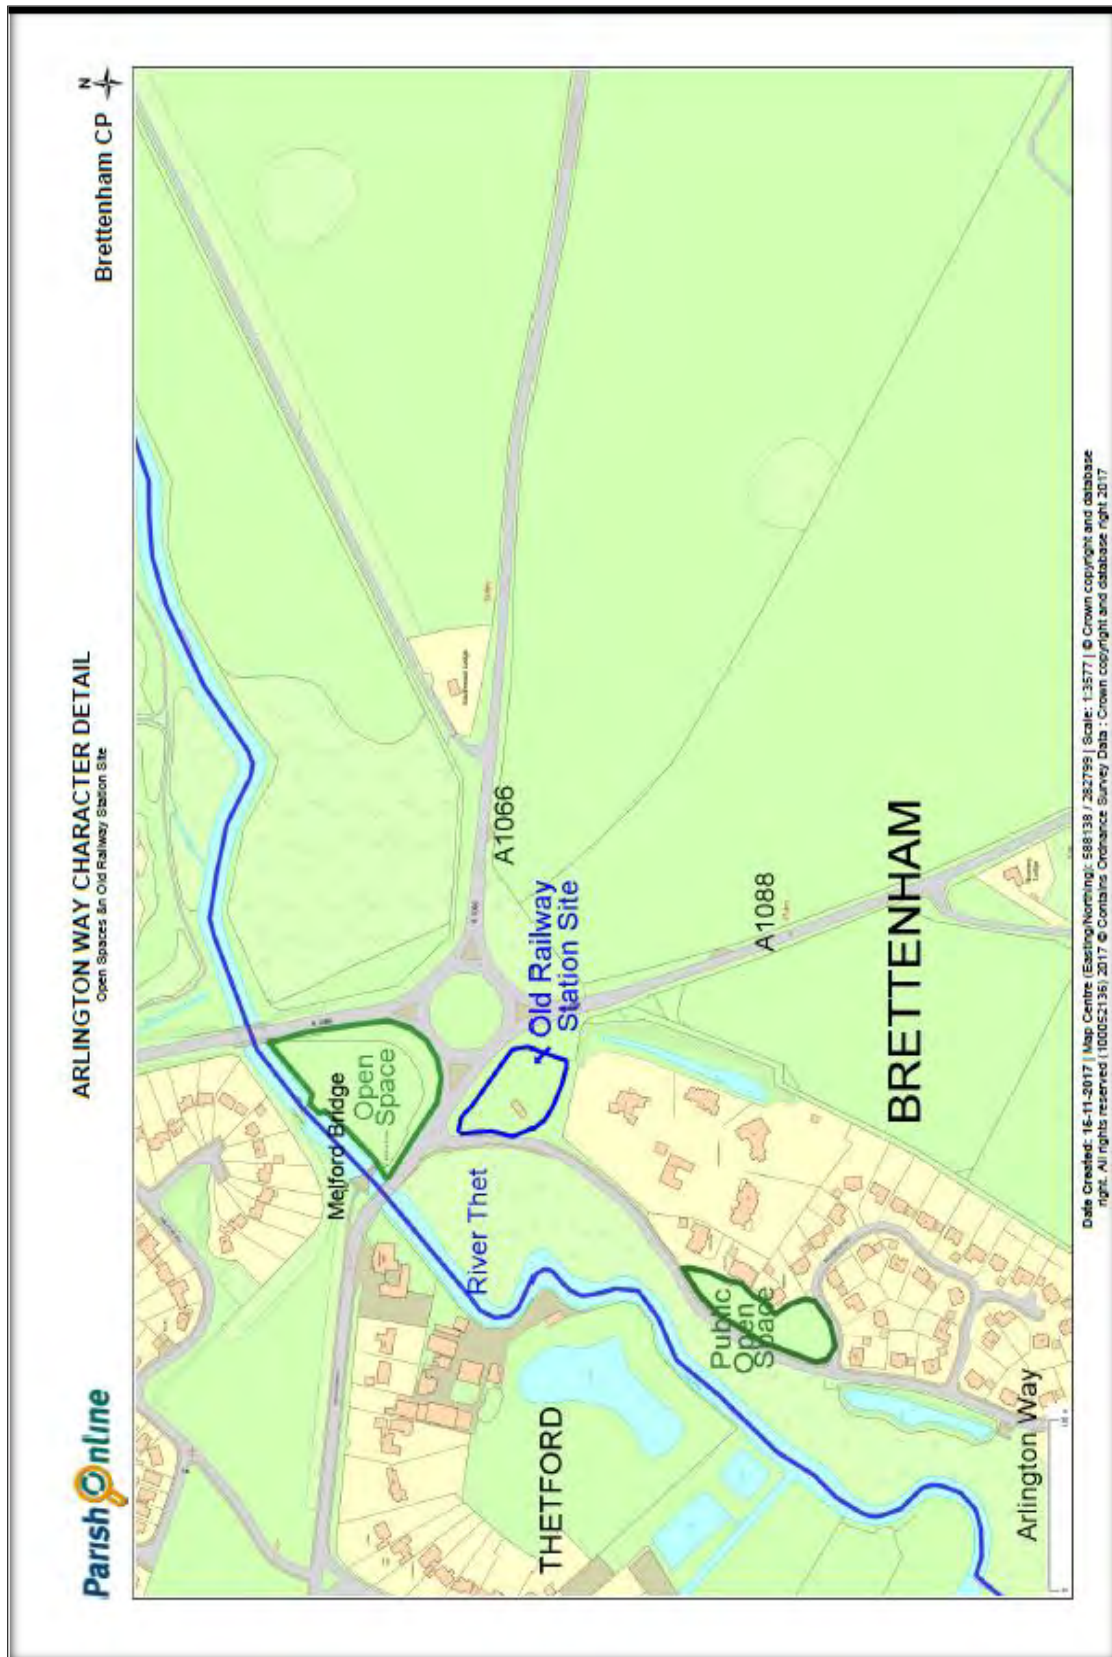 Parish Online
ARLINGTON WAY CHARACTER DETAIL
Open Spaces an Old Railway Station Site
Brettenham CP
N
Melford Bridge
Open
Space
River Thet
Old Railway
Station Site
A1066
A1088
THETFORD
Public
Open
Space
BRETTENHAM
Arlington Way
Date Created: 16-11-2017 | Map Centre (Easting/Northing): 588138 / 282799 | Scale: 1:3577 | © Crown copyright and database
right. All rights reserved (100052136) 2017 © Contains Ordnance Survey Data : Crown copyright and database right 2017